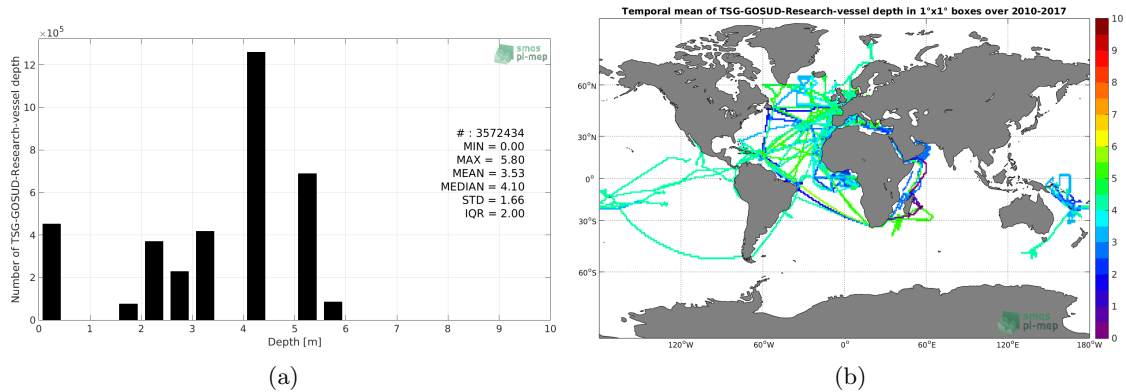 Temporal mean of TSG-GOSUD-Research-vessel depth in 1°x1° boxes over 2010-2017
×10⁵
smos
pi-mep
12
10
8
6
4
2
0
Number of TSG-GOSUD-Research-vessel depth
# : 3572434
MIN = 0.00
MAX = 5.80
MEAN = 3.53
MEDIAN = 4.10
STD = 1.66
IQR = 2.00
0 1 2 3 4 5 6 7 8 9 10
Depth [m]
(a)
60°N
30°N
0°
30°S
60°S
120°W 60°W 0° 60°E 120°E 180°W
smos
pi-mep
10
9
8
7
6
5
4
3
2
1
0
(b)